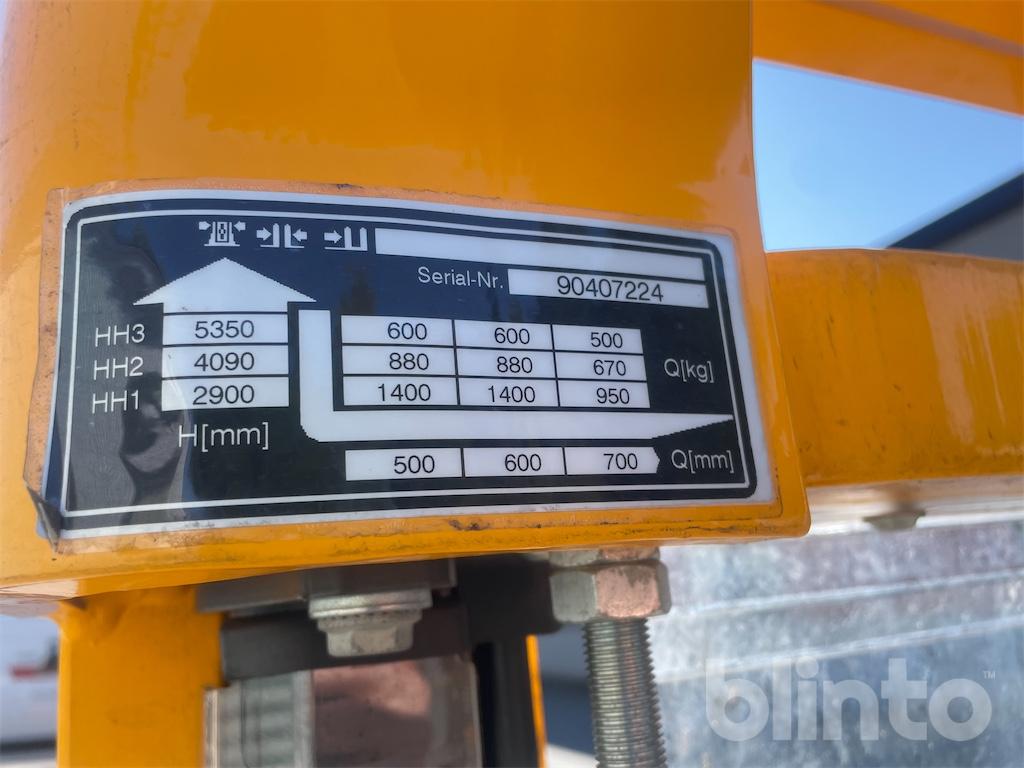 Serial-Nr. 90407224
HH3 5350 600 600 500
HH2 4090 880 880 670 Q[kg]
HH1 2900 1400 1400 950
H[mm]
500 600 700 Q[mm]
blinto™